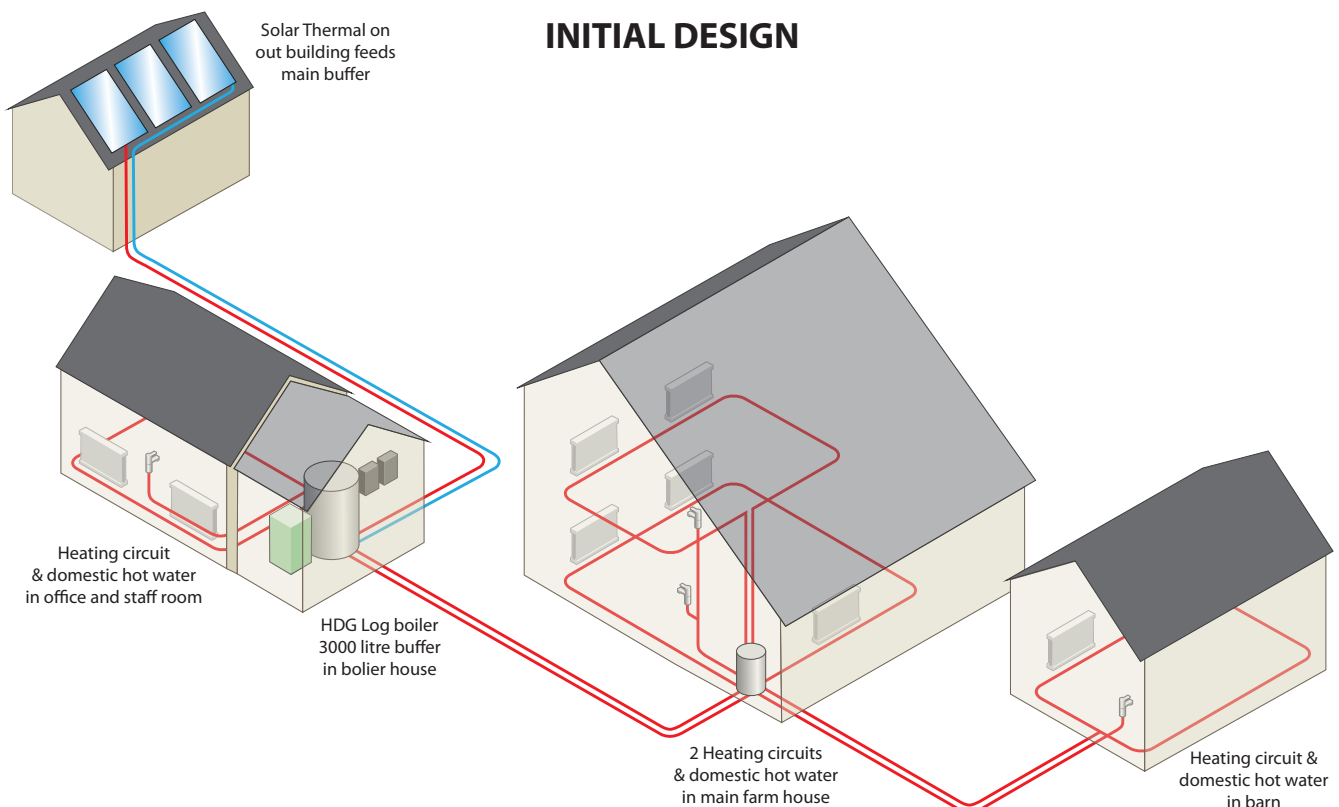 INITIAL DESIGN
Solar Thermal on
out building feeds
main buffer
Heating circuit
& domestic hot water
in office and staff room
HDG Log boiler
3000 litre buffer
in bolier house
2 Heating circuits
& domestic hot water
in main farm house
Heating circuit &
domestic hot water
in barn